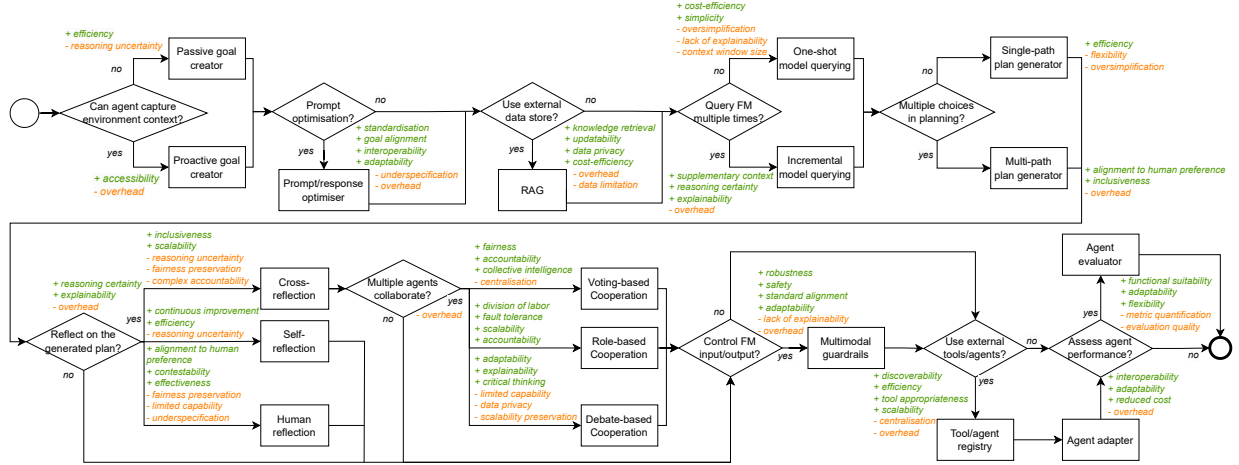 + efficiency
- reasoning uncertainty
Passive goal
creator
no
Can agent capture
environment context?
yes
+ accessibility
- overhead
Proactive goal
creator
Prompt
optimisation?
no
yes
+ standardisation
+ goal alignment
+ interoperability
+ adaptability
- underspecification
- overhead
Prompt/response
optimiser
Use external
data store?
no
yes
+ knowledge retrieval
+ updatability
+ data privacy
+ cost-efficiency
- overhead
- data limitation
RAG
+ cost-efficiency
+ simplicity
- oversimplification
- lack of explainability
- context window size
no
Query FM
multiple times?
yes
+ supplementary context
+ reasoning certainty
+ explainability
- overhead
One-shot
model querying
Incremental
model querying
no
Multiple choices
in planning?
yes
Single-path
plan generator
+ efficiency
- flexibility
- oversimplification
Multi-path
plan generator
+ alignment to human preference
+ inclusiveness
- overhead
+ reasoning certainty
+ explainability
- overhead
Reflect on the
generated plan?
yes
no
+ inclusiveness
+ scalability
- reasoning uncertainty
- fairness preservation
- complex accountability
+ continuous improvement
+ efficiency
- reasoning uncertainty
+ alignment to human
preference
+ contestability
+ effectiveness
- fairness preservation
- limited capability
- underspecification
Cross-
reflection
Self-
reflection
Human
reflection
Multiple agents
collaborate?
yes
- overhead
no
+ fairness
+ accountability
+ collective intelligence
- centralisation
+ division of labor
+ fault tolerance
+ scalability
+ accountability
+ adaptability
+ explainability
+ critical thinking
- limited capability
- data privacy
- scalability preservation
Voting-based
Cooperation
Role-based
Cooperation
Debate-based
Cooperation
no
Control FM
input/output?
yes
+ robustness
+ safety
+ standard alignment
+ adaptability
- lack of explainability
- overhead
Multimodal
guardrails
Use external
tools/agents?
no
yes
+ discoverability
+ efficiency
+ tool appropriateness
+ scalability
- centralisation
- overhead
Tool/agent
registry
Agent adapter
+ interoperability
+ adaptability
+ reduced cost
- overhead
Assess agent
performance?
yes
no
Agent
evaluator
+ functional suitability
+ adaptability
+ flexibility
- metric quantification
- evaluation quality